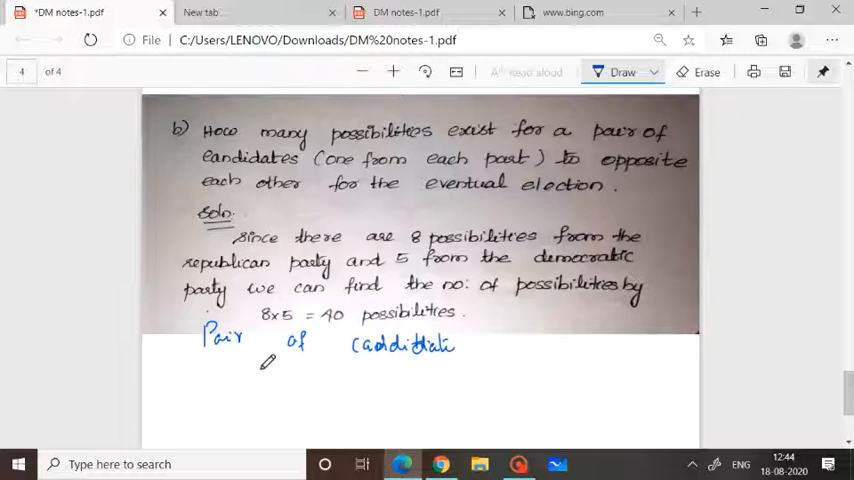 *DM notes-1.pdf
New tab
DM notes-1.pdf
www.bing.com
File C:/Users/LENOVO/Downloads/DM%20notes-1.pdf
4 of 4
Read aloud
Draw
Erase
b) How many possibilities exist for a pair of
candidates (one from each part) to opposite
each other for the eventual election.
Soln.
Since there are 8 possibilities from the
republican party and 5 from the democratic
party we can find the no: of possibilities by
8x5 = 40 possibilities.
Pair of
Type here to search
ENG
12:44
18-08-2020